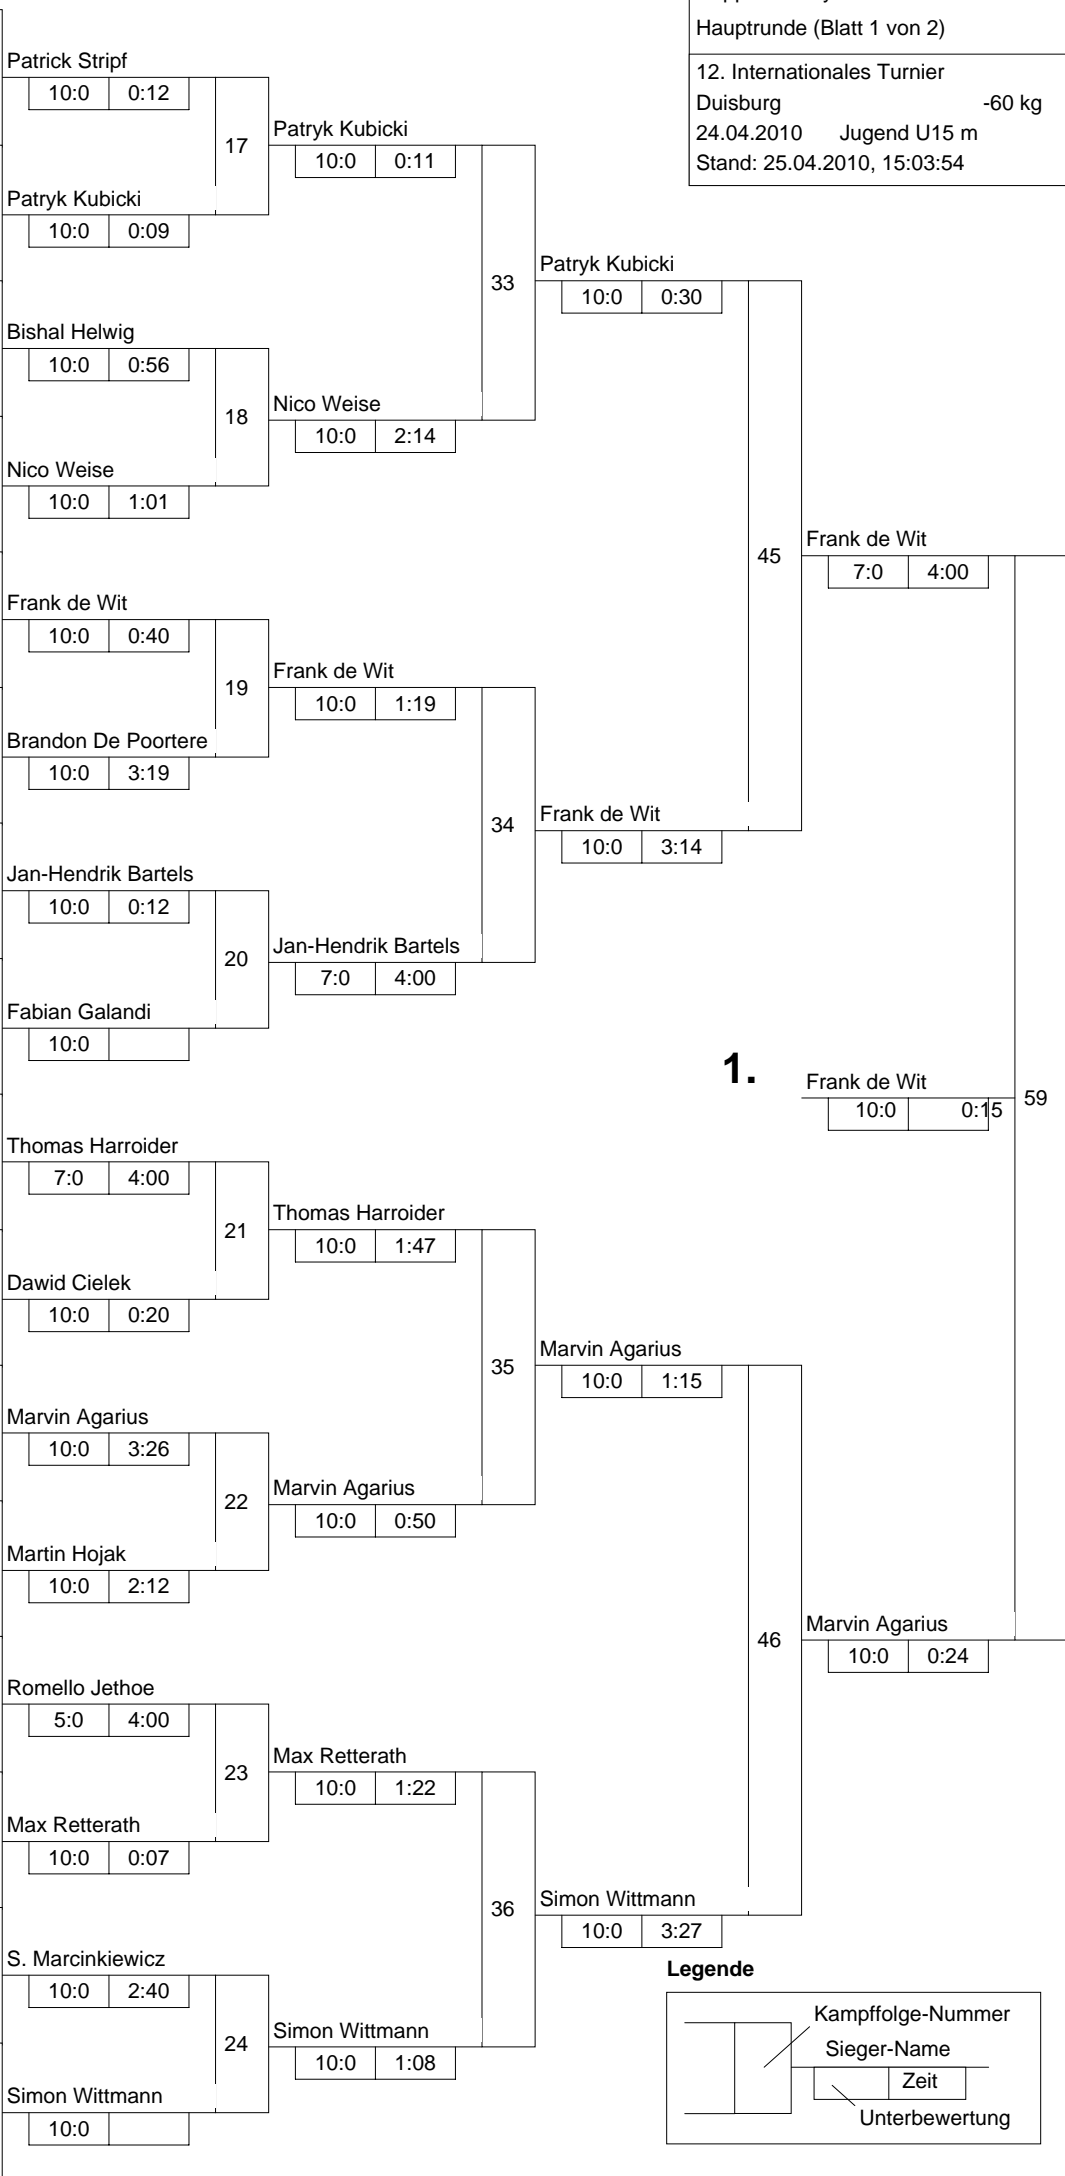 Hauptrunde (Blatt 1 von 2)
12. Internationales Turnier
Duisburg -60 kg
24.04.2010 Jugend U15 m
Stand: 25.04.2010, 15:03:54
Patrick Stripf
10:0 0:12
17
Patryk Kubicki
10:0 0:11
Patryk Kubicki
10:0 0:09
33
Patryk Kubicki
10:0 0:30
Bishal Helwig
10:0 0:56
18
Nico Weise
10:0 2:14
Nico Weise
10:0 1:01
45
Frank de Wit
7:0 4:00
Frank de Wit
10:0 0:40
19
Frank de Wit
10:0 1:19
Brandon De Poortere
10:0 3:19
34
Frank de Wit
10:0 3:14
Jan-Hendrik Bartels
10:0 0:12
20
Jan-Hendrik Bartels
7:0 4:00
Fabian Galandi
10:0
1.
Frank de Wit
10:0 0:15
59
Thomas Harroider
7:0 4:00
21
Thomas Harroider
10:0 1:47
Dawid Cielek
10:0 0:20
35
Marvin Agarius
10:0 1:15
Marvin Agarius
10:0 3:26
22
Marvin Agarius
10:0 0:50
Martin Hojak
10:0 2:12
46
Marvin Agarius
10:0 0:24
Romello Jethoe
5:0 4:00
23
Max Retterath
10:0 1:22
Max Retterath
10:0 0:07
36
Simon Wittmann
10:0 3:27
S. Marcinkiewicz
10:0 2:40
24
Simon Wittmann
10:0 1:08
Simon Wittmann
10:0
Legende
Kampffolge-Nummer
Sieger-Name
Zeit
Unterbewertung